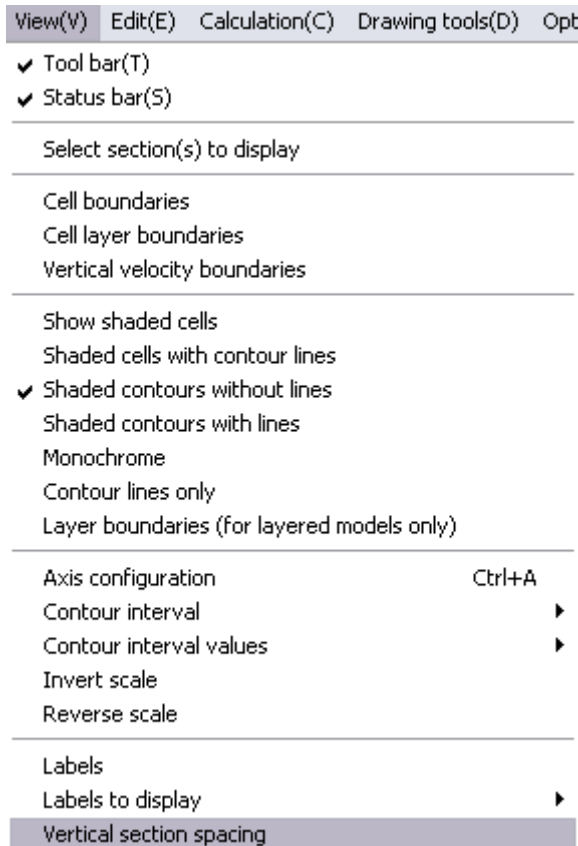 View(V) Edit(E) Calculation(C) Drawing tools(D) Opt
Tool bar(T)
Status bar(S)
Select section(s) to display
Cell boundaries
Cell layer boundaries
Vertical velocity boundaries
Show shaded cells
Shaded cells with contour lines
Shaded contours without lines
Shaded contours with lines
Monochrome
Contour lines only
Layer boundaries (for layered models only)
Axis configuration Ctrl+A
Contour interval
Contour interval values
Invert scale
Reverse scale
Labels
Labels to display
Vertical section spacing